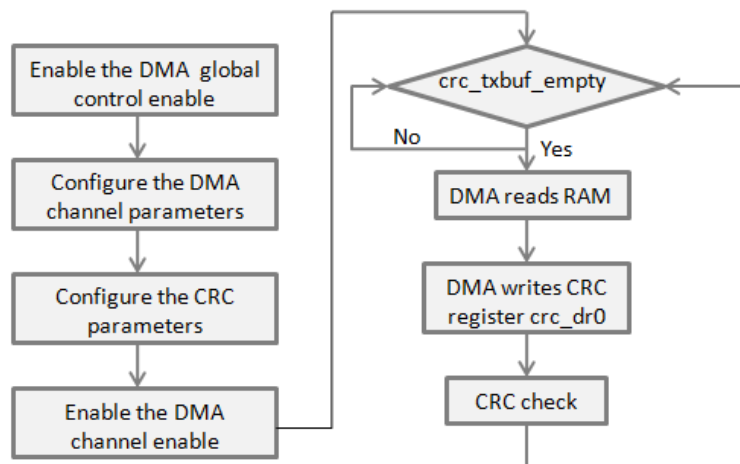 Enable the DMA global
control enable
Configure the DMA
channel parameters
Configure the CRC
parameters
Enable the DMA
channel enable
crc_txbuf_empty
No
Yes
DMA reads RAM
DMA writes CRC
register crc_dr0
CRC check